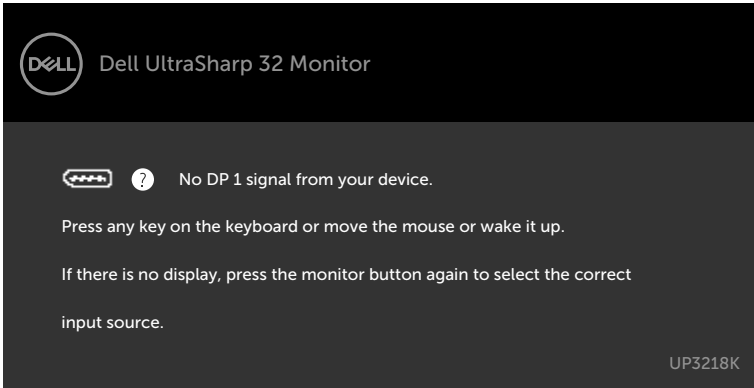 DELL
Dell UltraSharp 32 Monitor
? No DP 1 signal from your device.
Press any key on the keyboard or move the mouse or wake it up.
If there is no display, press the monitor button again to select the correct
input source.
UP3218K